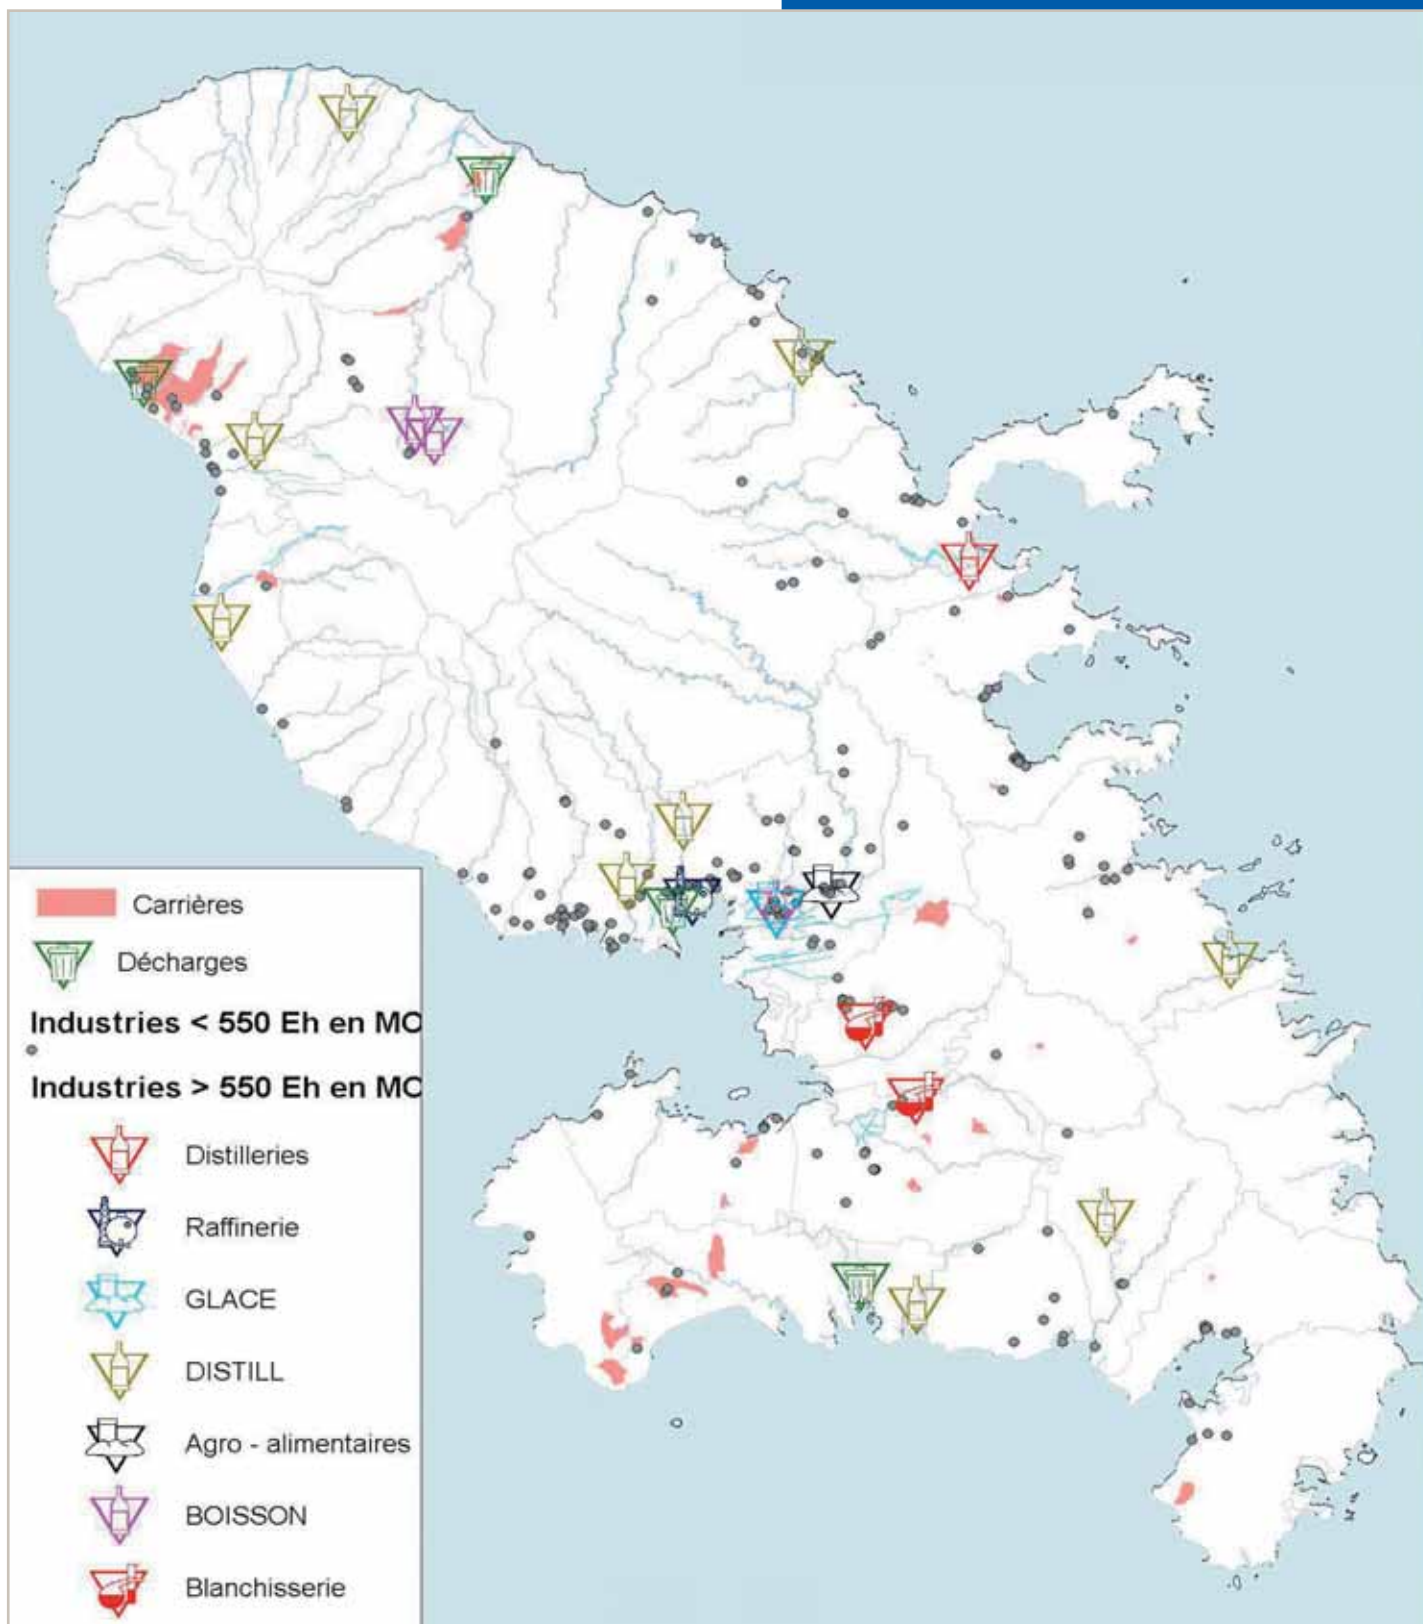 Carrières
Décharges
Industries < 550 Eh en MO
Industries > 550 Eh en MO
Distilleries
Raffinerie
GLACE
DISTILL
Agro - alimentaires
BOISSON
Blanchisserie